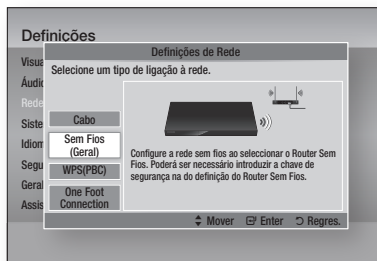 Definições
Definições de Rede
Selecione um tipo de ligação à rede.
Visua
Áudio
Rede
Siste
Idiom
Segu
Geral
Assis
Cabo
Sem Fios
(Geral)
WPS(PBC)
One Foot
Connection
Configure a rede sem fios ao seleccionar o Router Sem
Fios. Poderá ser necessário introduzir a chave de
segurança na do definição do Router Sem Fios.
Mover Enter Regres.